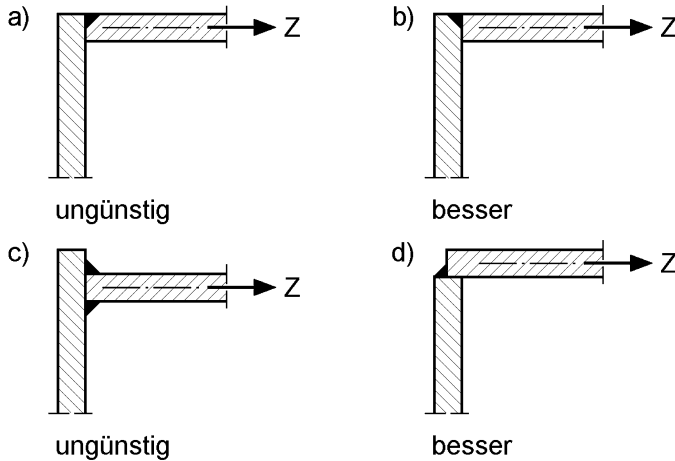 a) Z
b) Z
ungünstig
besser
c) Z
d) Z
ungünstig
besser